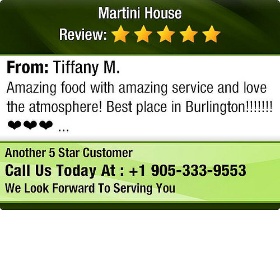 Martini House
Review: ⭐⭐⭐⭐⭐
From: Tiffany M.
Amazing food with amazing service and love
the atmosphere! Best place in Burlington!!!!!!!
❤❤❤ ...
Another 5 Star Customer
Call Us Today At : +1 905-333-9553
We Look Forward To Serving You